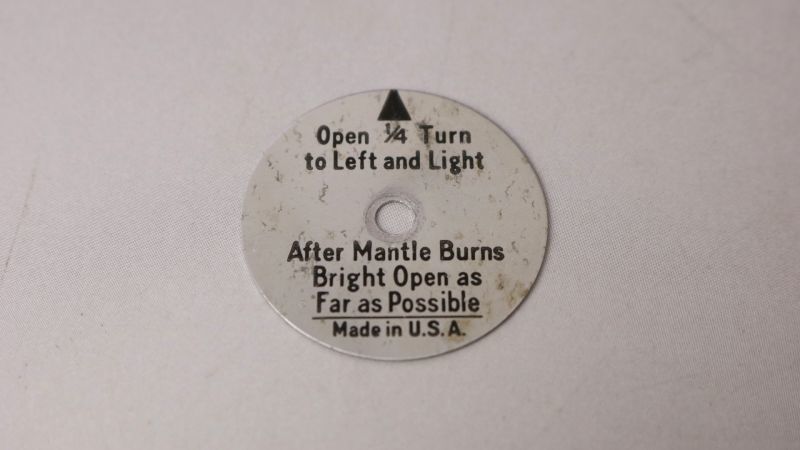 Open ¼ Turn
to Left and Light
After Mantle Burns
Bright Open as
Far as Possible
Made in U.S.A.